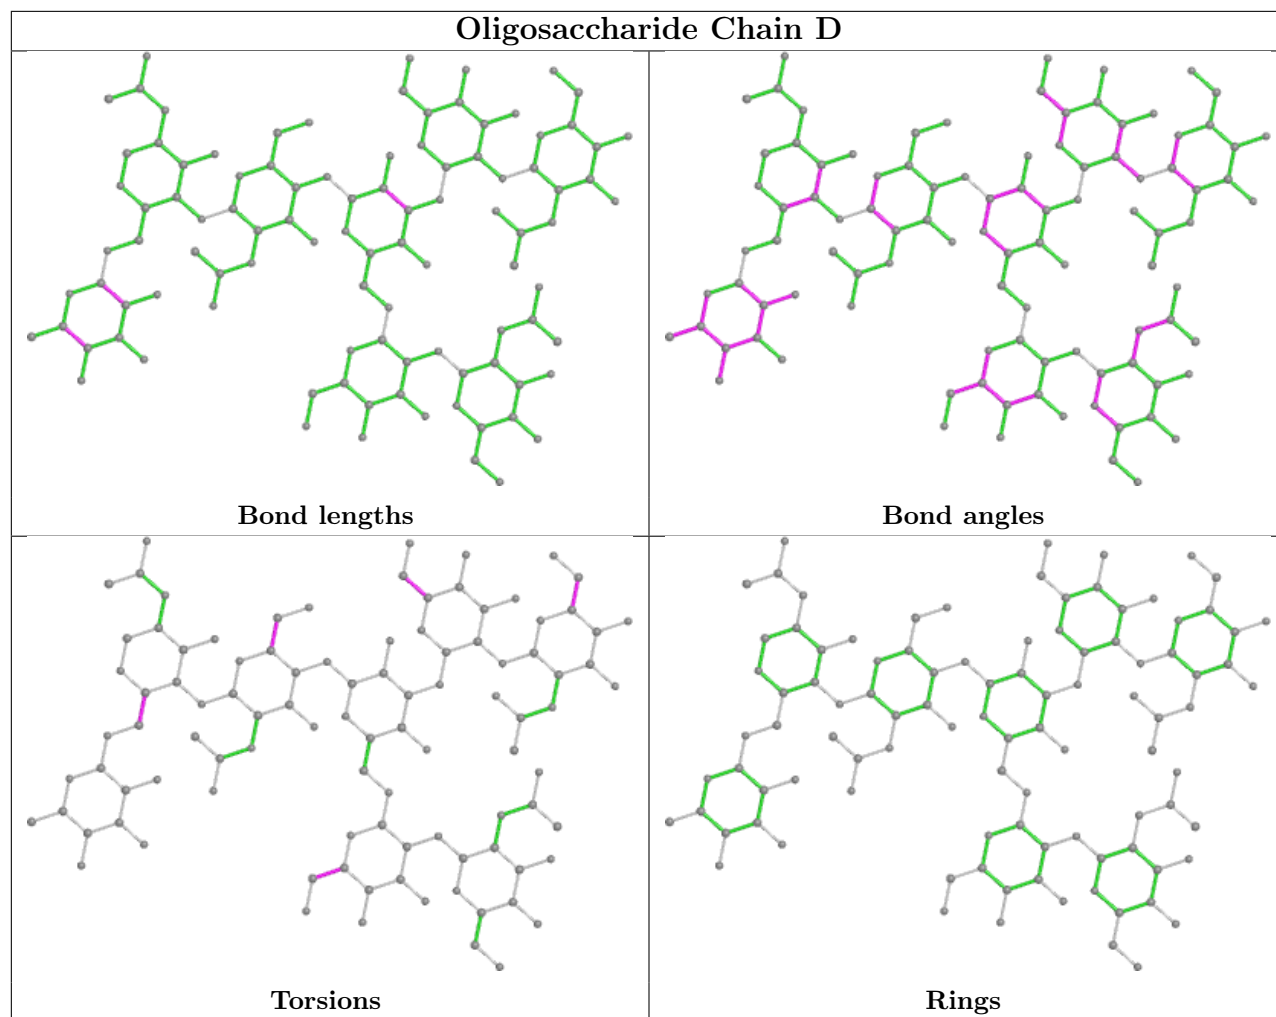 Oligosaccharide Chain D
Bond lengths
Bond angles
Torsions
Rings